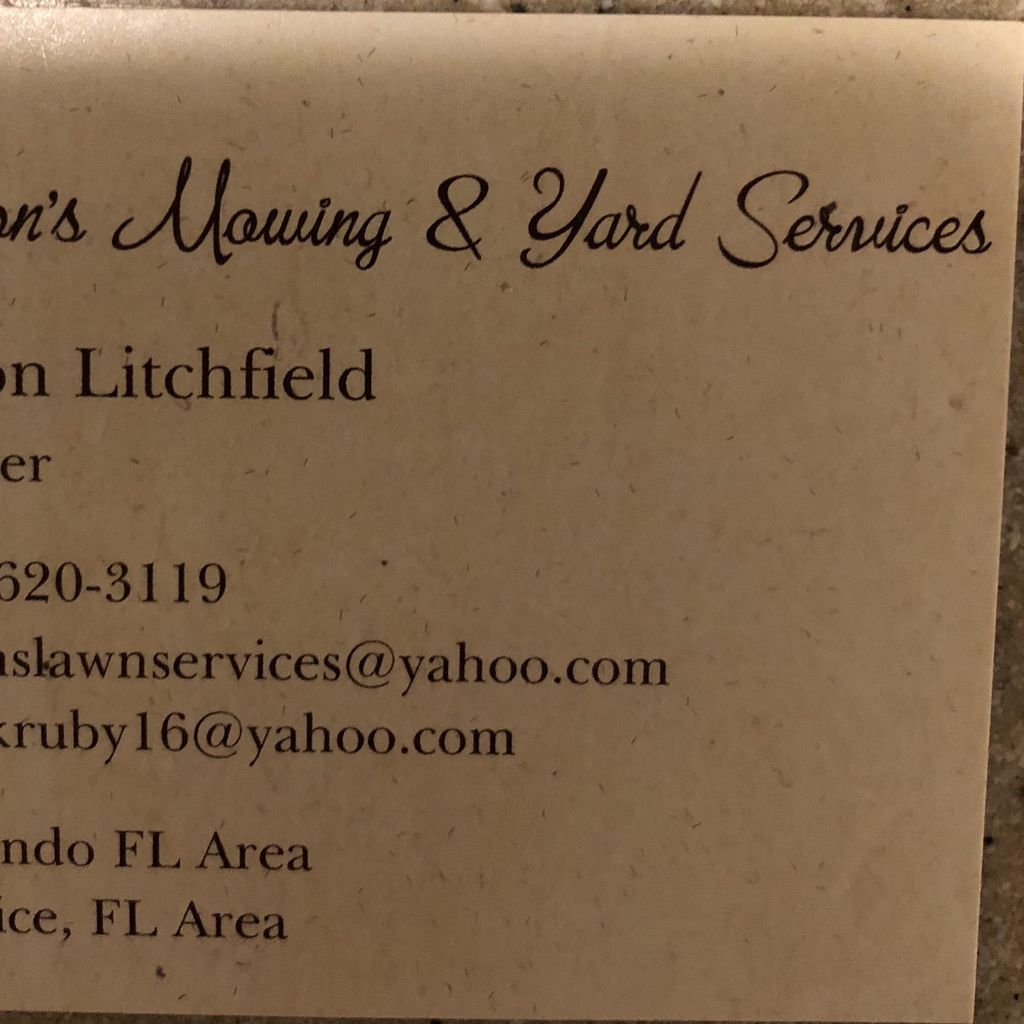 on's Mowing & Yard Services
on Litchfield
er
620-3119
nslawnservices@yahoo.com
kruby16@yahoo.com
ndo FL Area
ice, FL Area